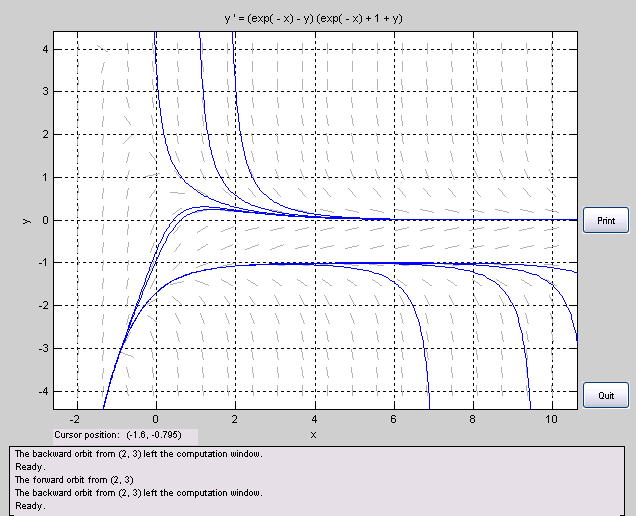 y ' = (exp( - x) - y) (exp( - x) + 1 + y)
4
3
2
1
0
-1
-2
-3
-4
y
-2
0
2
4
6
8
10
x
Print
Quit
Cursor position: (-1.6, -0.795)
The backward orbit from (2, 3) left the computation window.
Ready.
The forward orbit from (2, 3)
The backward orbit from (2, 3) left the computation window.
Ready.